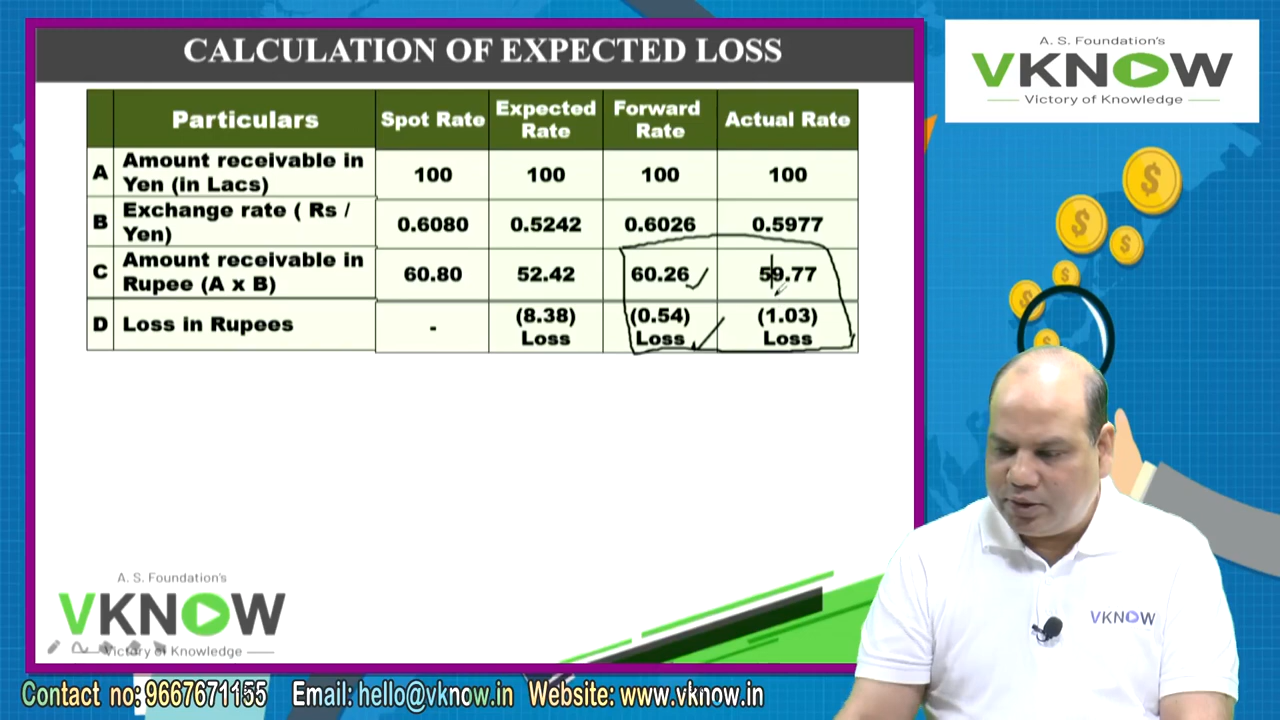 CALCULATION OF EXPECTED LOSS
A. S. Foundation's
VKNOW
Victory of Knowledge
Particulars Spot Rate Expected Rate Forward Rate Actual Rate
A Amount receivable in Yen (in Lacs) 100 100 100 100
B Exchange rate ( Rs / Yen) 0.6080 0.5242 0.6026 0.5977
C Amount receivable in Rupee (A x B) 60.80 52.42 60.26 59.77
D Loss in Rupees - (8.38) Loss (0.54) Loss (1.03) Loss
A. S. Foundation's
VKNOW
Victory of Knowledge
VKNOW
Contact no: 9667671155 Email: hello@vknow.in Website: www.vknow.in